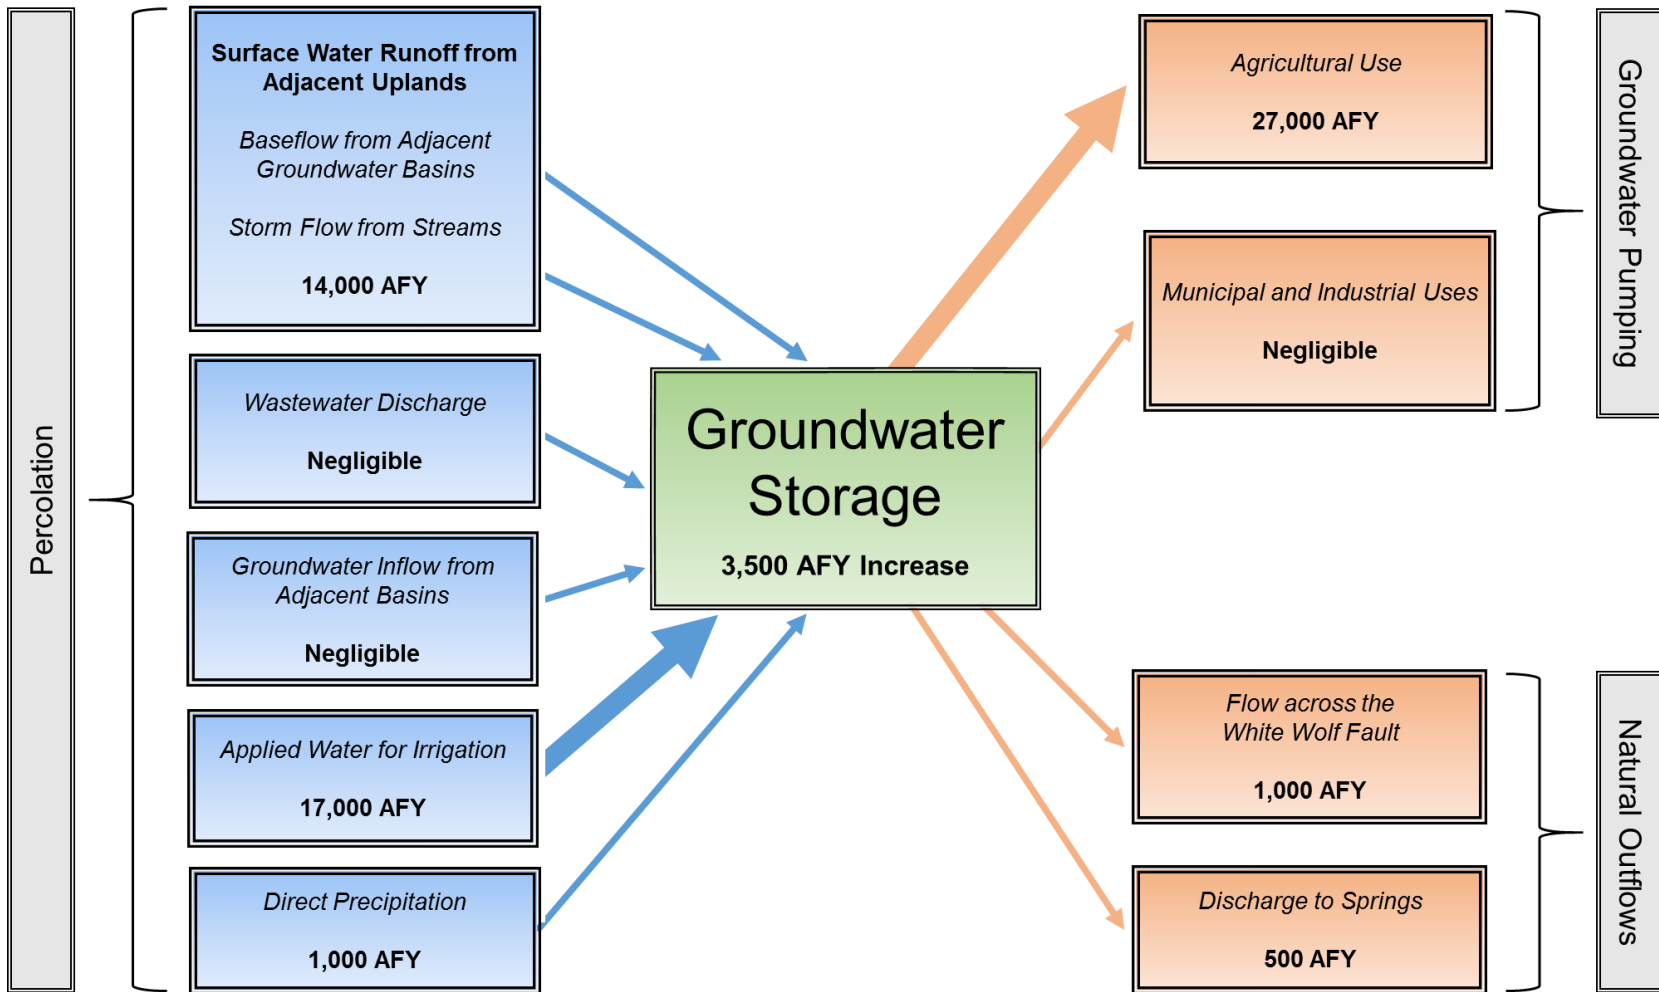 Percolation
Surface Water Runoff from
Adjacent Uplands
Baseflow from Adjacent
Groundwater Basins
Storm Flow from Streams
14,000 AFY
Wastewater Discharge
Negligible
Groundwater Inflow from
Adjacent Basins
Negligible
Applied Water for Irrigation
17,000 AFY
Direct Precipitation
1,000 AFY
Groundwater
Storage
3,500 AFY Increase
Agricultural Use
27,000 AFY
Municipal and Industrial Uses
Negligible
Groundwater Pumping
Flow across the
White Wolf Fault
1,000 AFY
Discharge to Springs
500 AFY
Natural Outflows